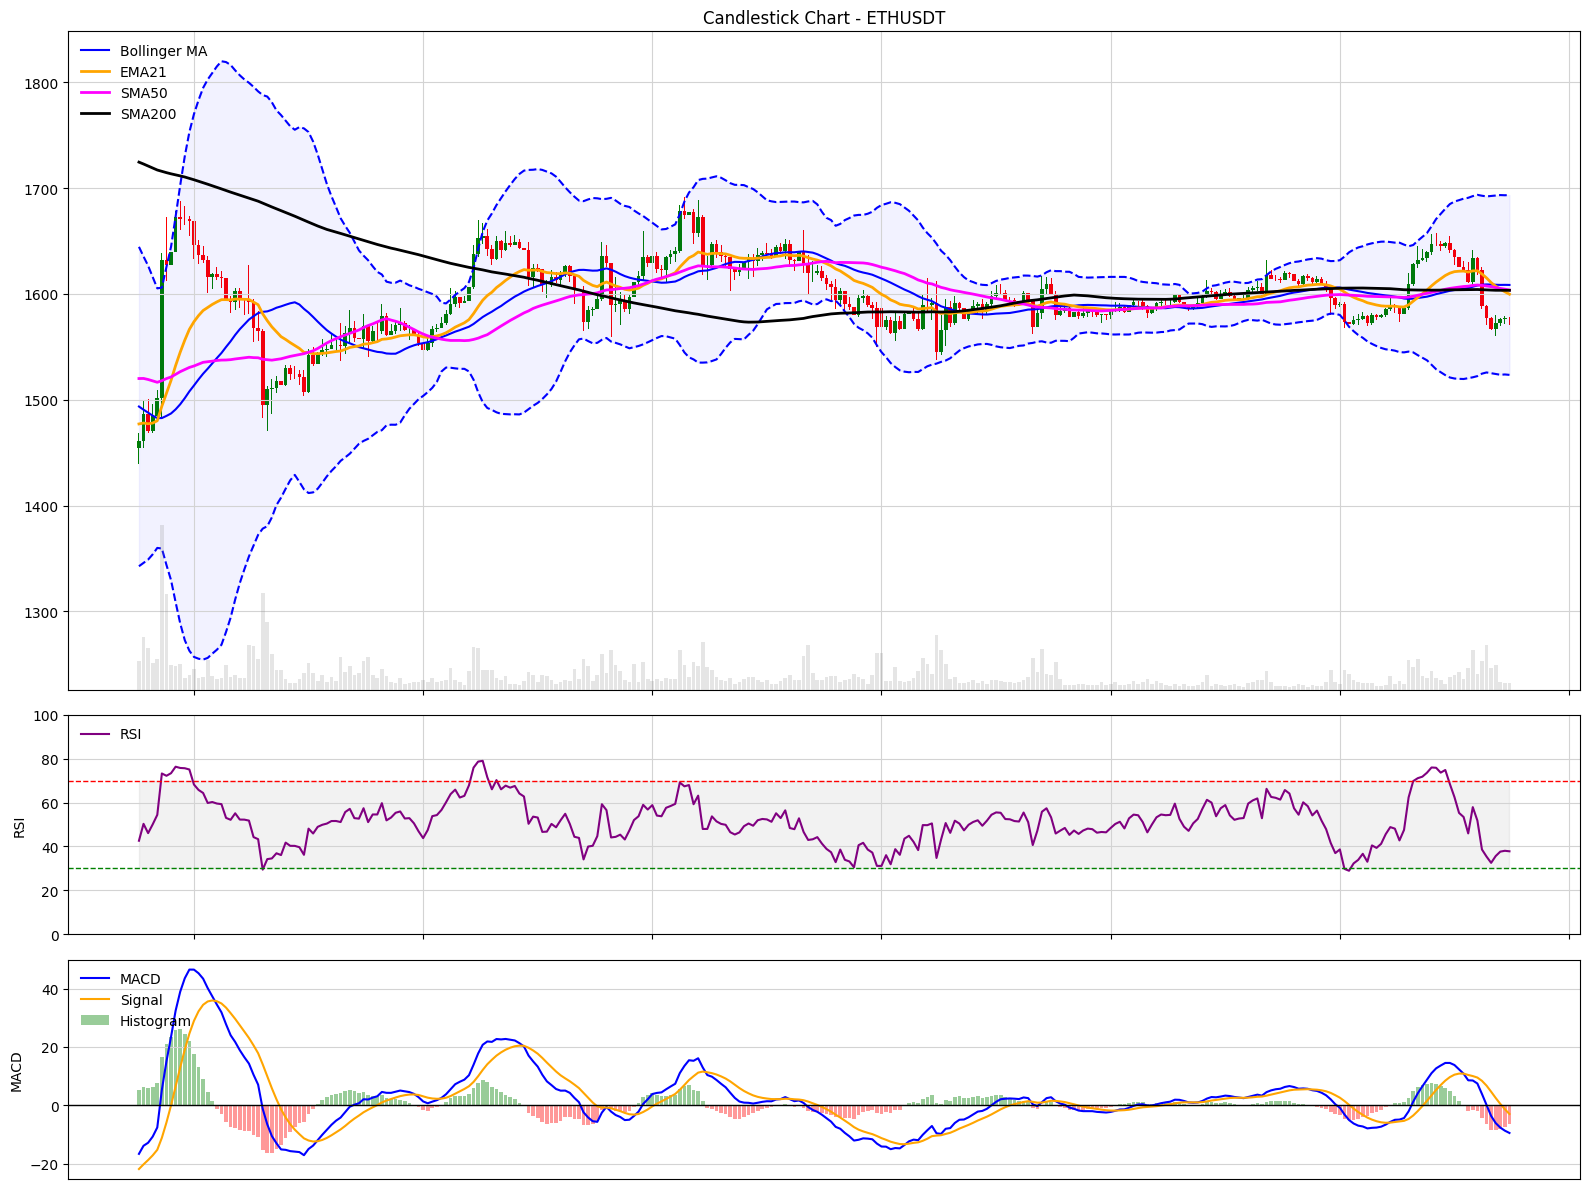 Candlestick Chart - ETHUSDT
Bollinger MA
EMA21
SMA50
SMA200
1800
1700
1600
1500
1400
1300
RSI
100
80
60
40
20
0
RSI
MACD
Signal
Histogram
40
20
0
−20
MACD